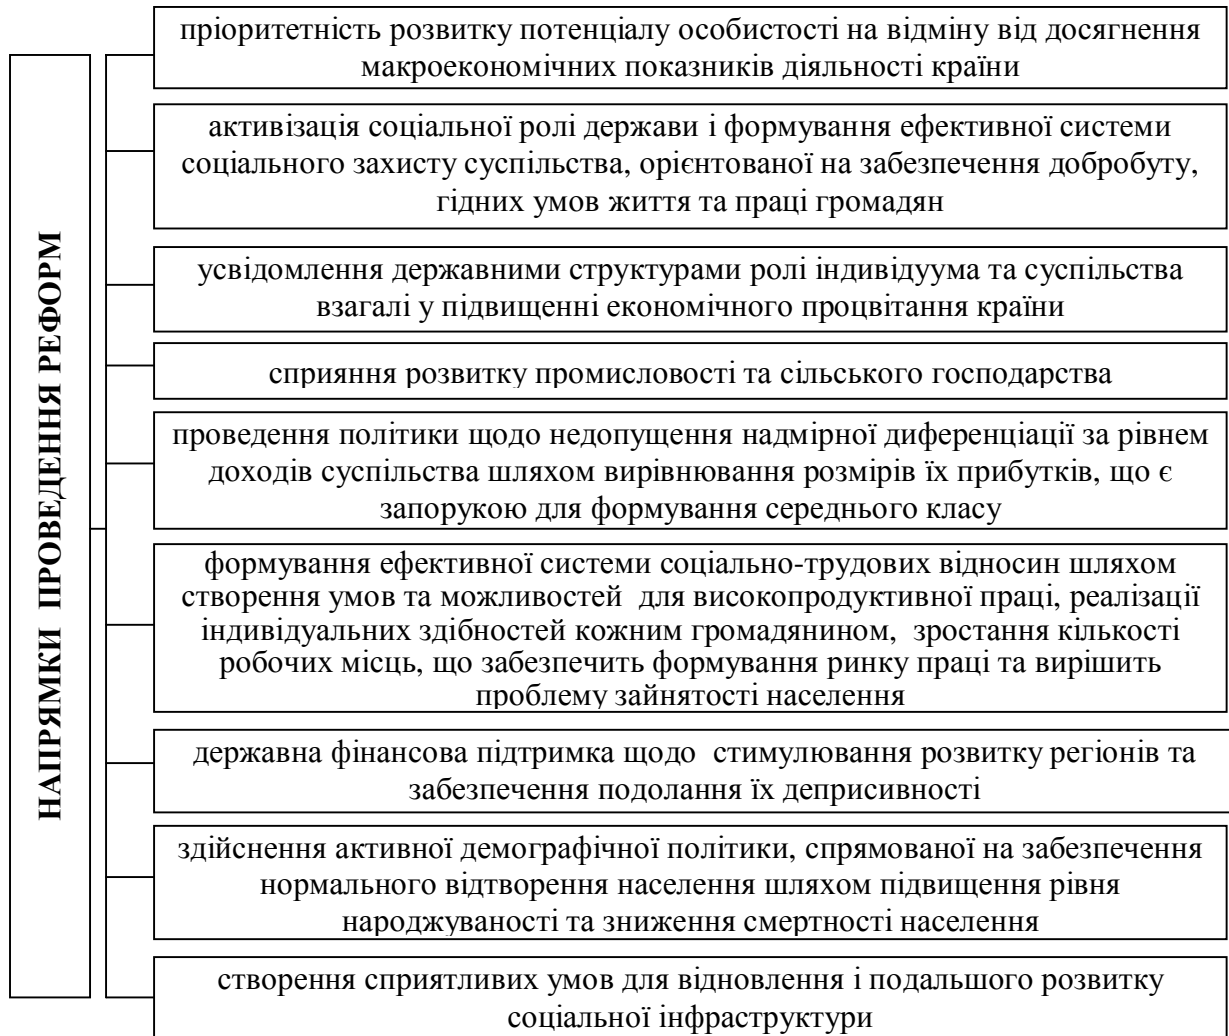 НАПРЯМКИ ПРОВЕДЕННЯ РЕФОРМ
пріоритетність розвитку потенціалу особистості на відміну від досягнення
макроекономічних показників діяльності країни
активізація соціальної ролі держави і формування ефективної системи
соціального захисту суспільства, орієнтованої на забезпечення добробуту,
гідних умов життя та праці громадян
усвідомлення державними структурами ролі індивідуума та суспільства
взагалі у підвищенні економічного процвітання країни
сприяння розвитку промисловості та сільського господарства
проведення політики щодо недопущення надмірної диференціації за рівнем
доходів суспільства шляхом вирівнювання розмірів їх прибутків, що є
запорукою для формування середнього класу
формування ефективної системи соціально-трудових відносин шляхом
створення умов та можливостей для високопродуктивної праці, реалізації
індивідуальних здібностей кожним громадянином, зростання кількості
робочих місць, що забезпечить формування ринку праці та вирішить
проблему зайнятості населення
державна фінансова підтримка щодо стимулювання розвитку регіонів та
забезпечення подолання їх деприсивності
здійснення активної демографічної політики, спрямованої на забезпечення
нормального відтворення населення шляхом підвищення рівня
народжуваності та зниження смертності населення
створення сприятливих умов для відновлення і подальшого розвитку
соціальної інфраструктури